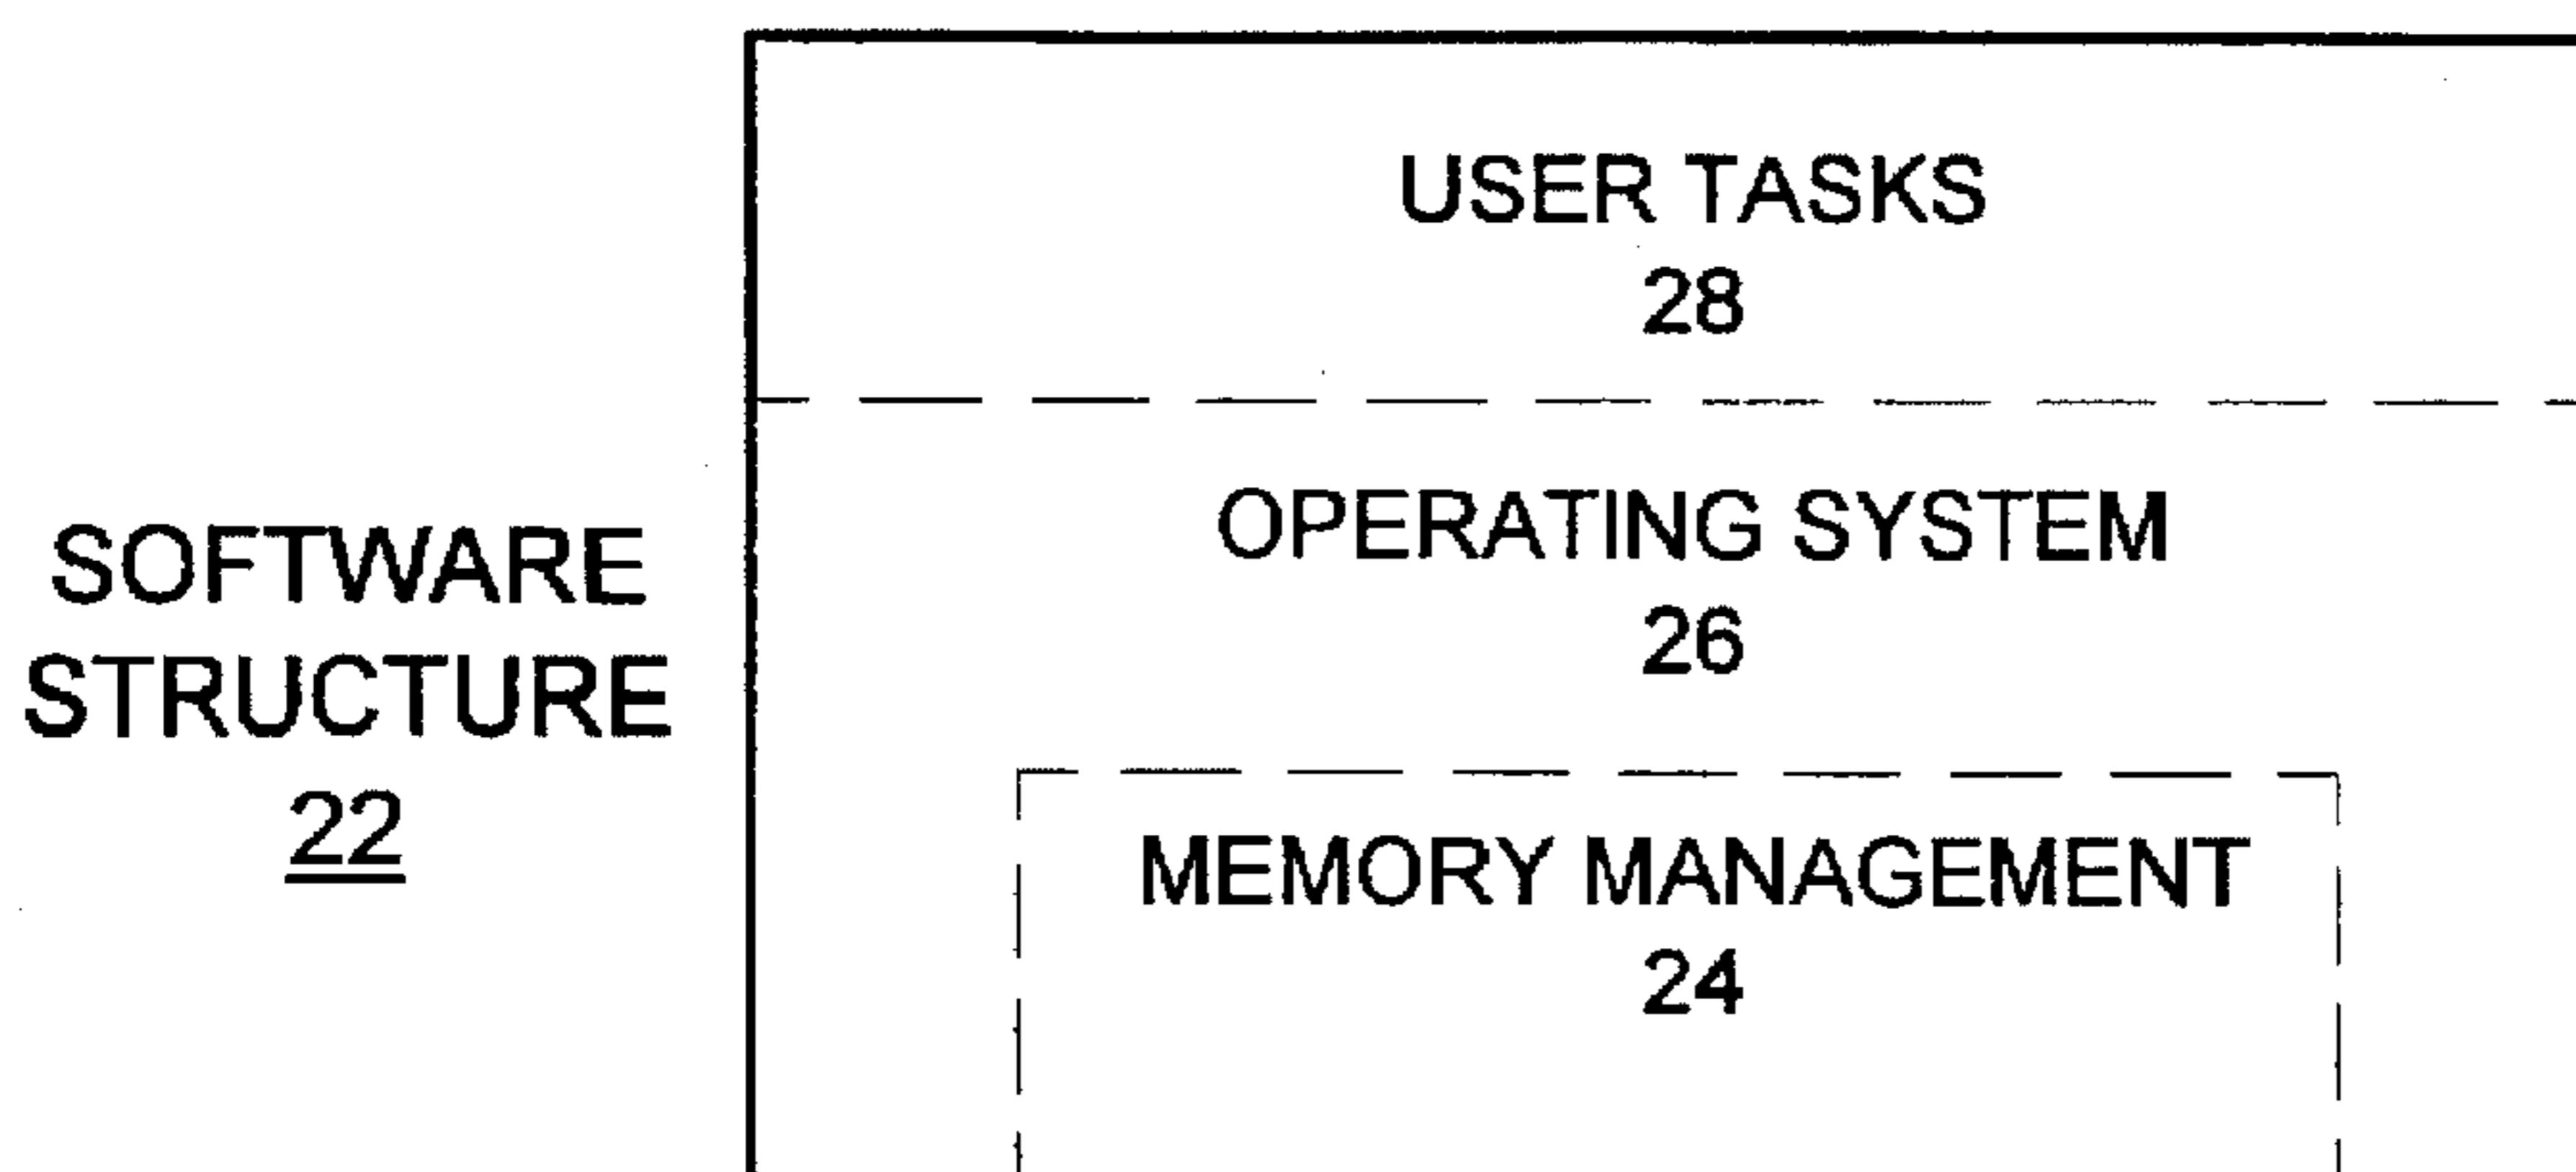 USER TASKS
28
OPERATING SYSTEM
26
SOFTWARE
STRUCTURE
22
MEMORY MANAGEMENT
24